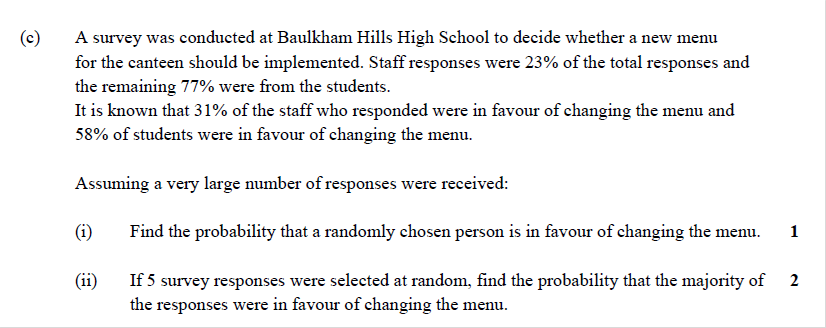 (c) A survey was conducted at Baulkham Hills High School to decide whether a new menu
for the canteen should be implemented. Staff responses were 23% of the total responses and
the remaining 77% were from the students.
It is known that 31% of the staff who responded were in favour of changing the menu and
58% of students were in favour of changing the menu.
Assuming a very large number of responses were received:
(i) Find the probability that a randomly chosen person is in favour of changing the menu. 1
(ii) If 5 survey responses were selected at random, find the probability that the majority of 2
the responses were in favour of changing the menu.